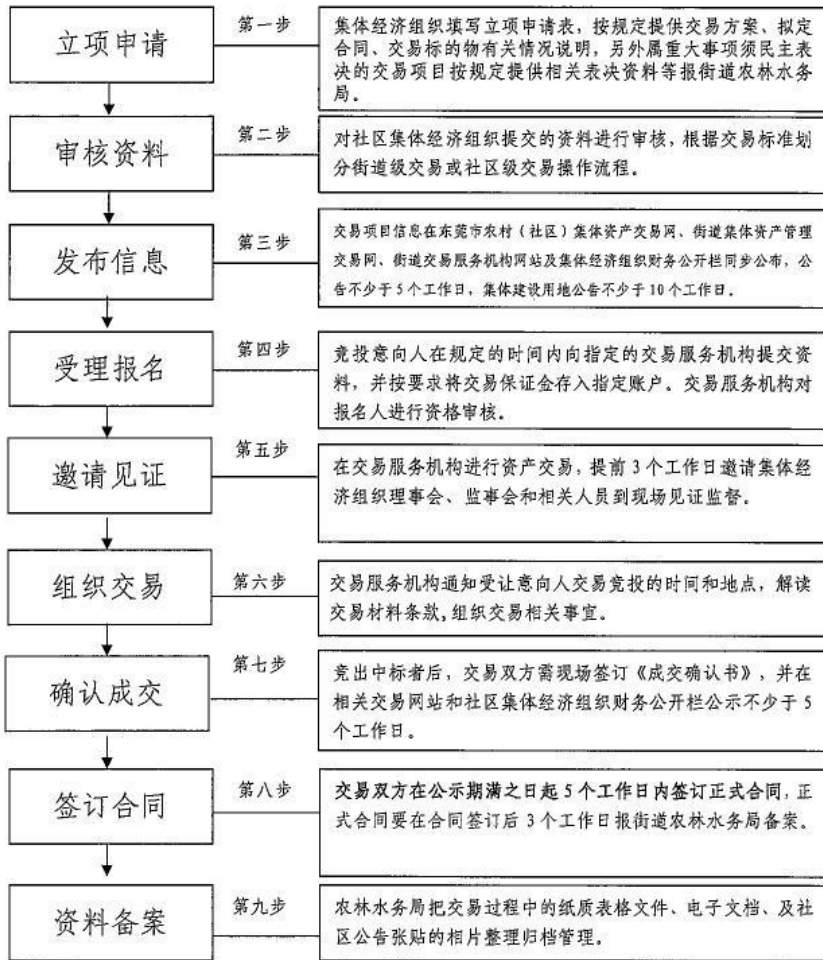 立项申请
第一步
集体经济组织填写立项申请表，按规定提供交易方案、拟定
合同、交易标的物有关情况说明，另外属重大事项须民主表
决的交易项目按规定提供相关表决资料等报街道农林水务
局。
审核资料
第二步
对社区集体经济组织提交的资料进行审核，根据交易标准划
分街道级交易或社区级交易操作流程。
发布信息
第三步
交易项目信息在东莞市农村（社区）集体资产交易网、街道集体资产管理
交易网、街道交易服务机构网站及集体经济组织财务公开栏同步公布，公
告不少于5个工作日，集体建设用地公告不少于10个工作日。
受理报名
第四步
竞投意向人在规定的时间内向指定的交易服务机构提交资
料，并按要求将交易保证金存入指定账户。交易服务机构对
报名人进行资格审核。
邀请见证
第五步
在交易服务机构进行资产交易，提前3个工作日邀请集体经
济组织理事会、监事会和相关人员到现场见证监督。
组织交易
第六步
交易服务机构通知受让意向人交易竞投的时间和地点，解读
交易材料条款,组织交易相关事宜。
确认成交
第七步
竞出中标者后，交易双方需现场签订《成交确认书》，并在
相关交易网站和社区集体经济组织财务公开栏公示不少于5
个工作日。
签订合同
第八步
交易双方在公示期满之日起5个工作日内签订正式合同，正
式合同要在合同签订后3个工作日报街道农林水务局备案。
资料备案
第九步
农林水务局把交易过程中的纸质表格文件、电子文档、及社
区公告张贴的相片整理归档管理。